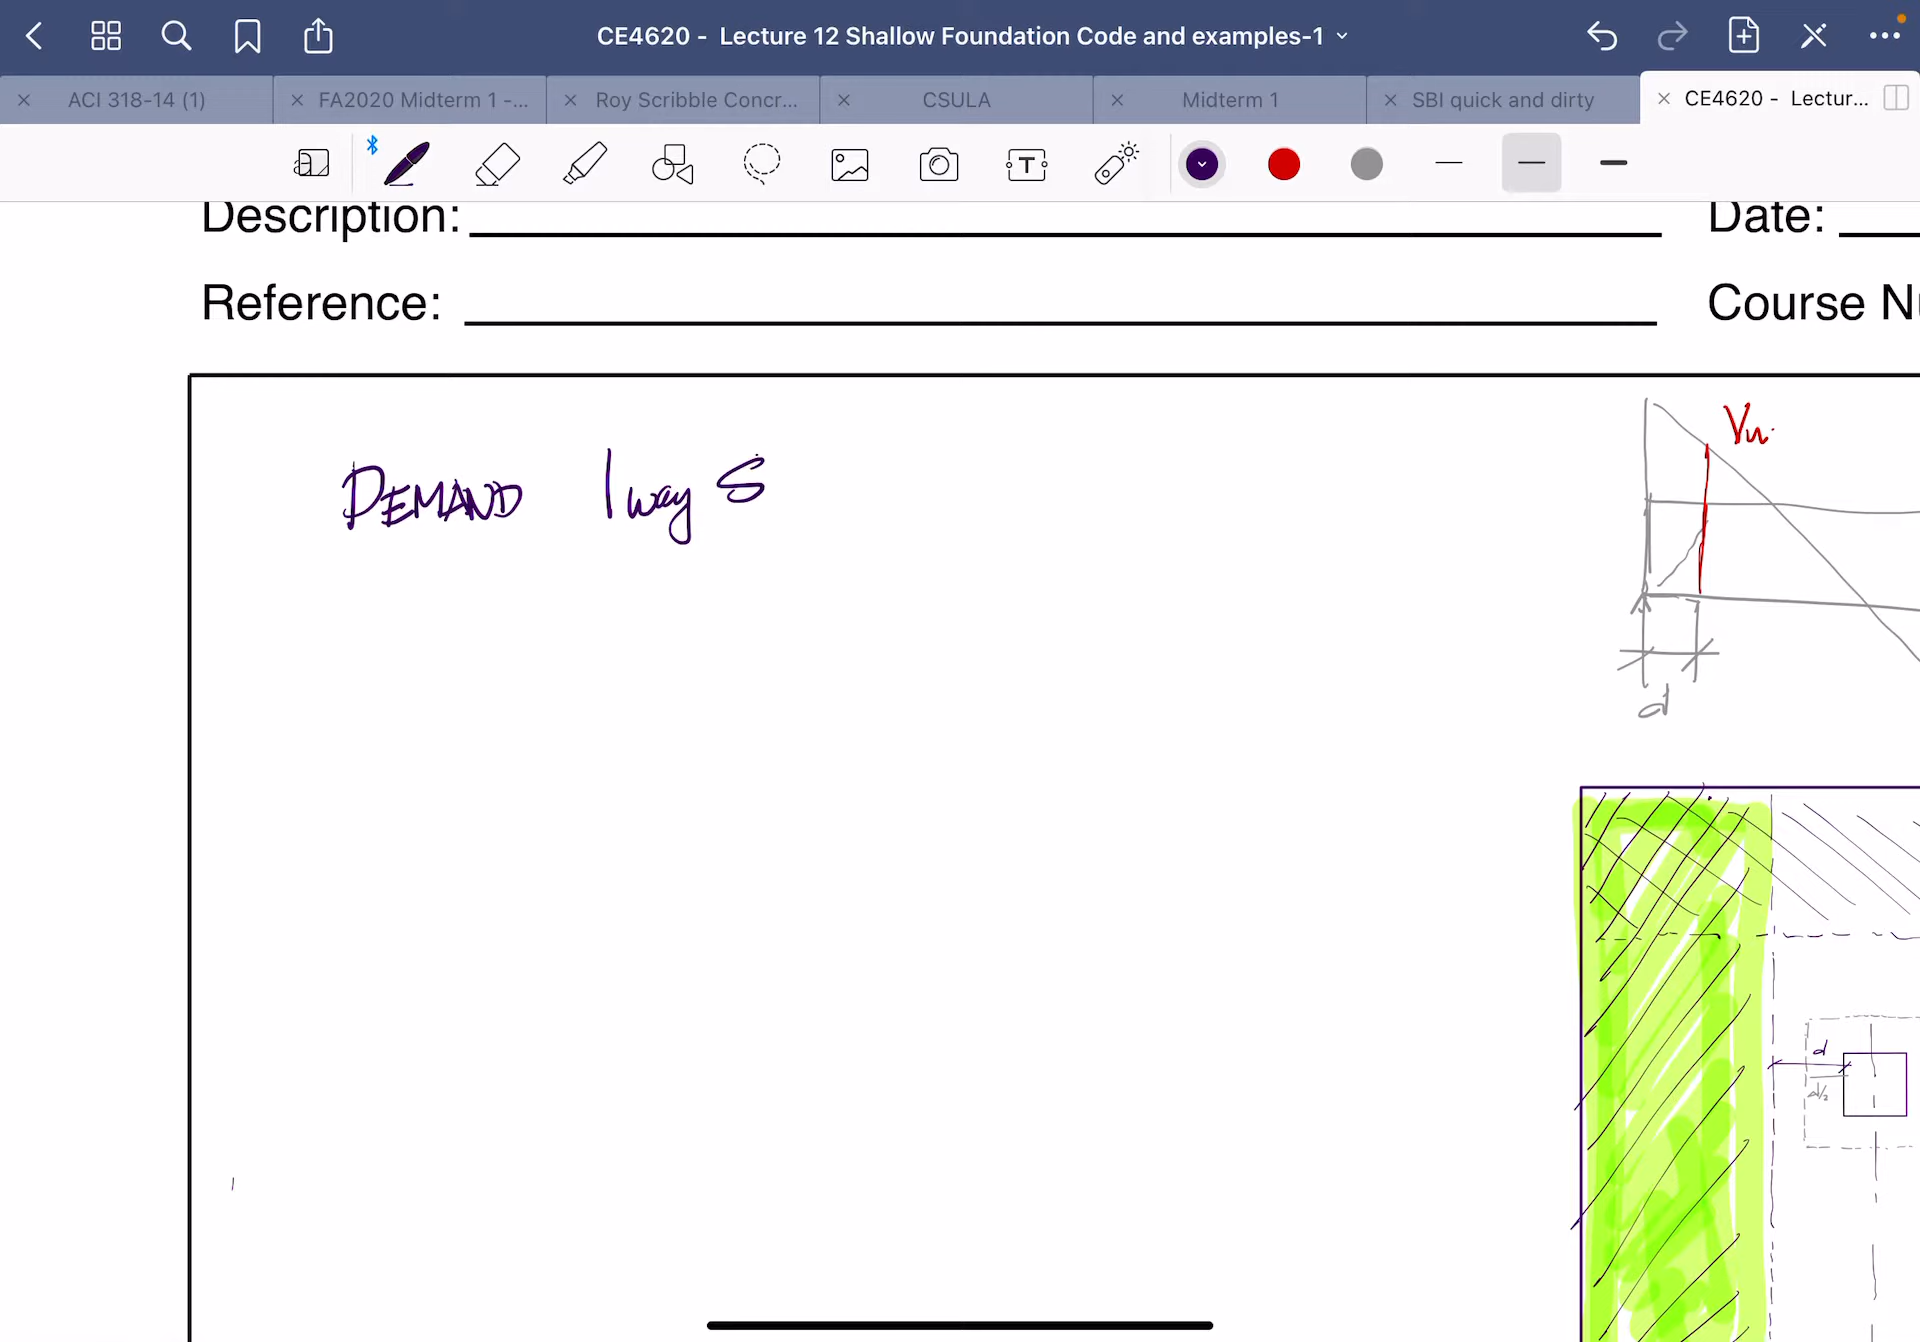 CE4620 - Lecture 12 Shallow Foundation Code and examples-1
ACI 318-14 (1)
FA2020 Midterm 1 -...
Roy Scribble Concr...
CSULA
Midterm 1
SBI quick and dirty
CE4620 - Lectur...
Description:
Date:
Reference:
Course Nu
Vu
DEMAND 1 way S
d
d
d/2